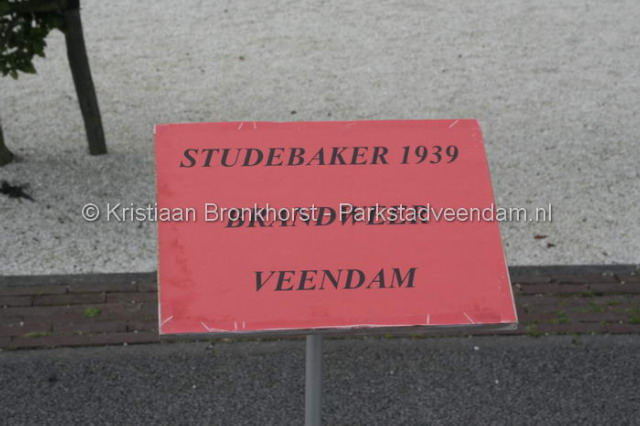 STUDEBAKER 1939
© Kristiaan Bronkhorst - Parkstadveendam.nl
BRANDWEER
VEENDAM